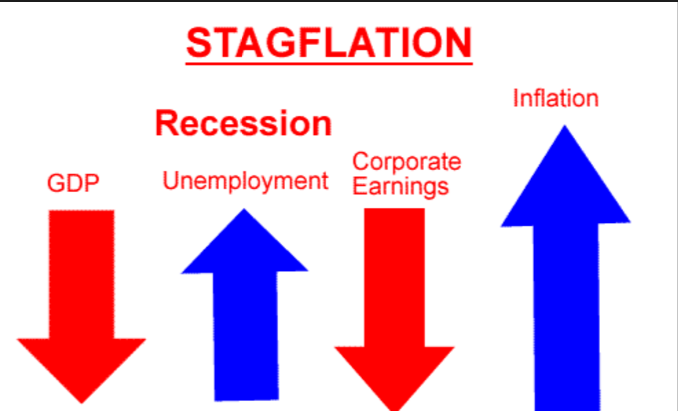 STAGFLATION
Recession
GDP
Unemployment
Corporate
Earnings
Inflation